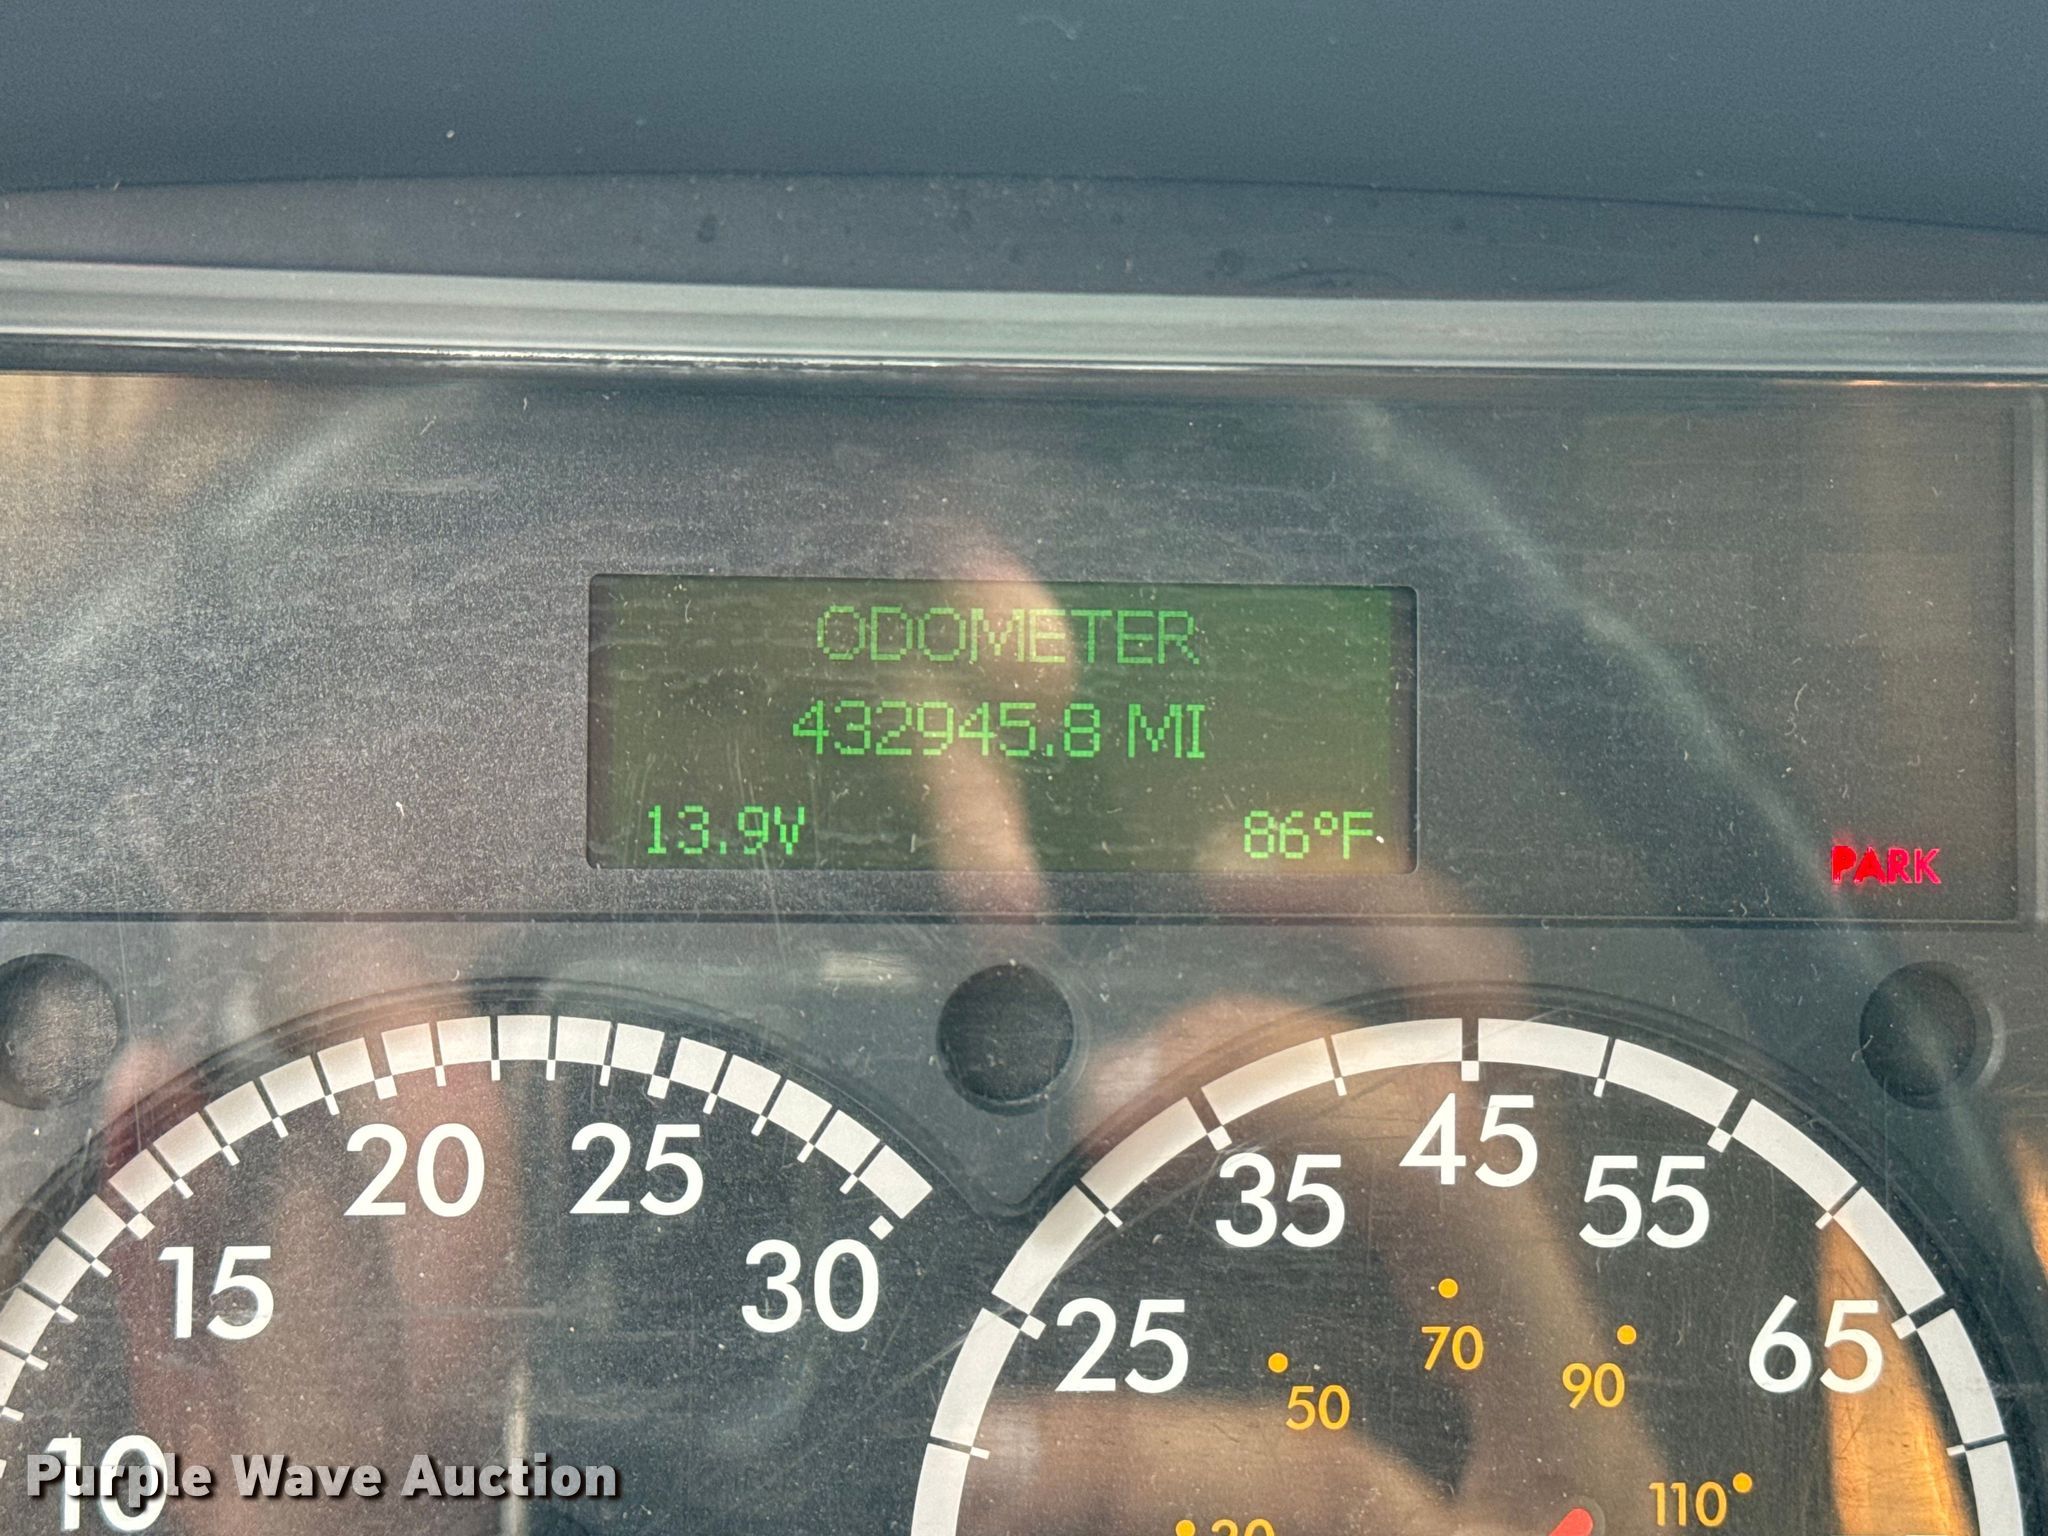 ODOMETER
432945.8 MI
13.9V 86°F
PARK
10 15 20 25 30
25 35 45 55 65
50 70 90 110
Purple Wave Auction